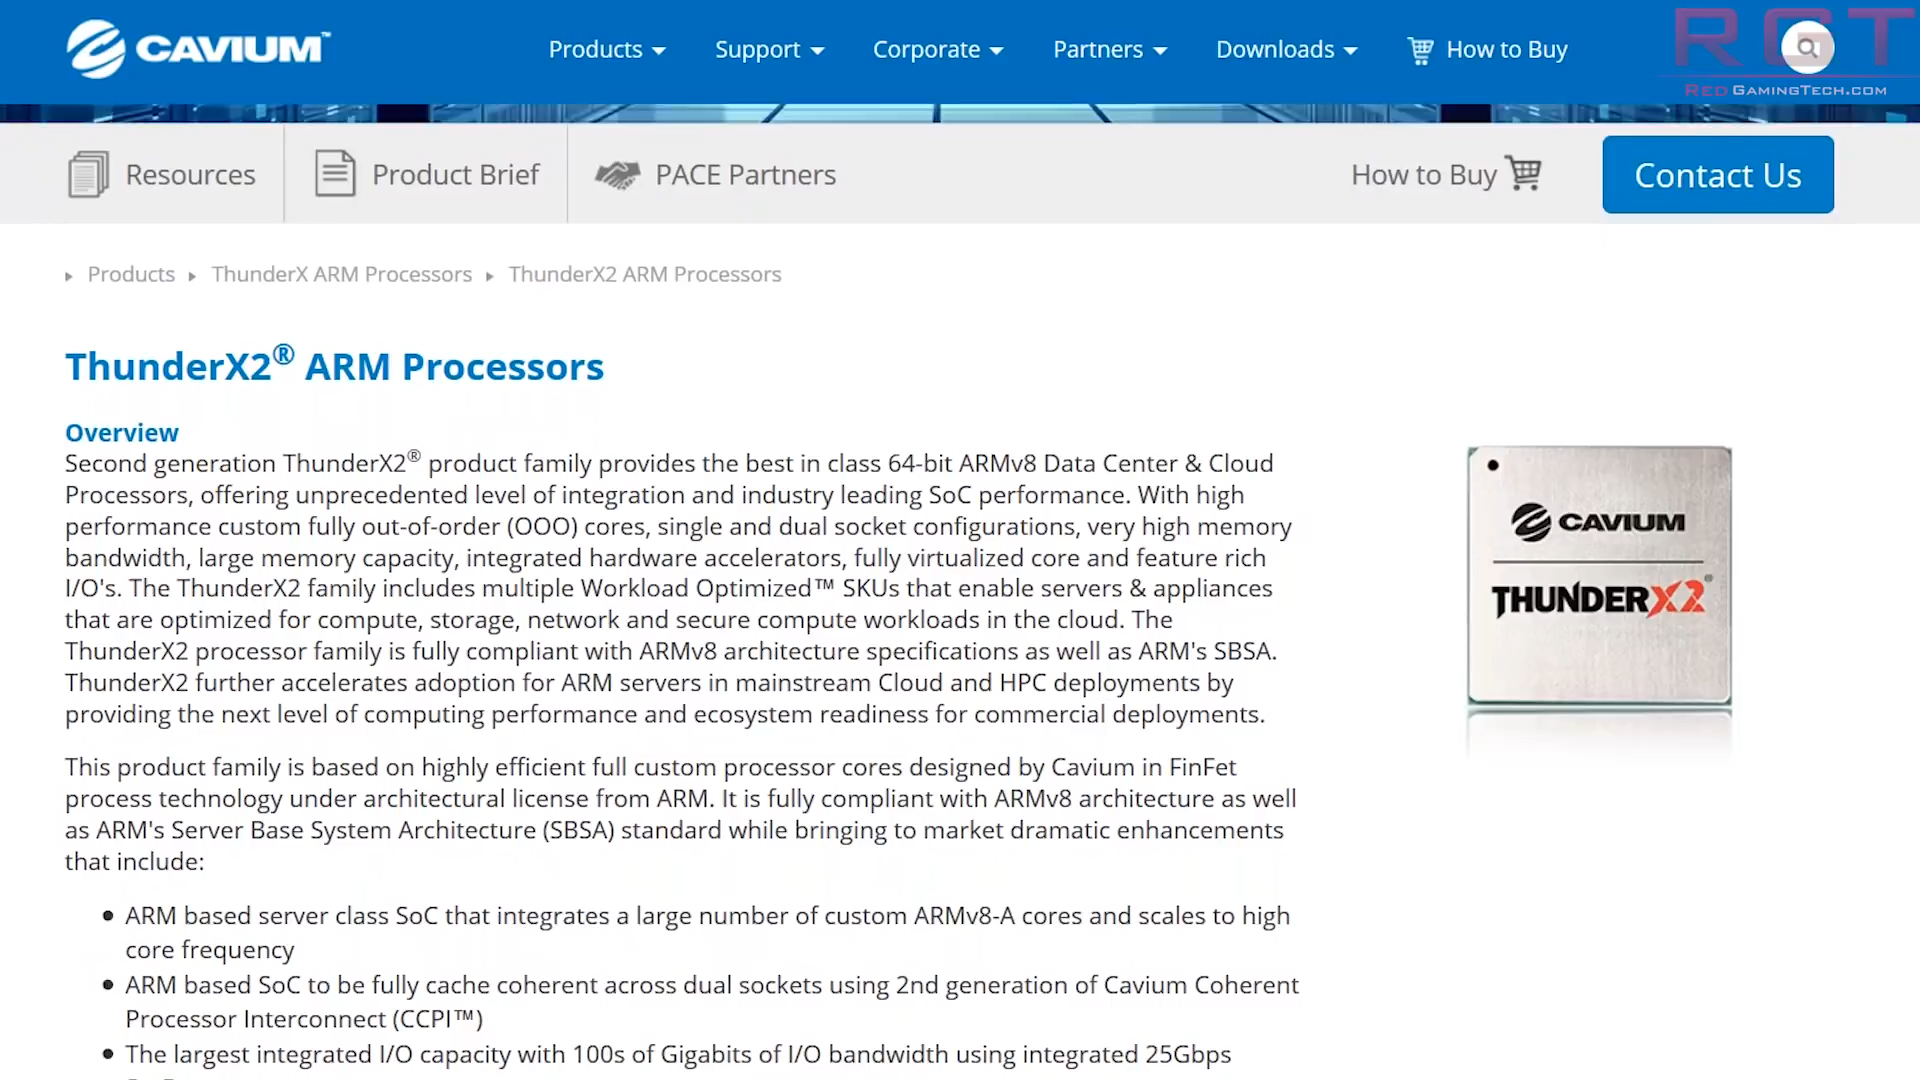 CAVIUM™
Products
Support
Corporate
Partners
Downloads
How to Buy
RGT
RedGamingTech.com
Resources
Product Brief
PACE Partners
How to Buy
Contact Us
Products
ThunderX ARM Processors
ThunderX2 ARM Processors
ThunderX2® ARM Processors
Overview
Second generation ThunderX2® product family provides the best in class 64-bit ARMv8 Data Center & Cloud
Processors, offering unprecedented level of integration and industry leading SoC performance. With high
performance custom fully out-of-order (OOO) cores, single and dual socket configurations, very high memory
bandwidth, large memory capacity, integrated hardware accelerators, fully virtualized core and feature rich
I/O's. The ThunderX2 family includes multiple Workload Optimized™ SKUs that enable servers & appliances
that are optimized for compute, storage, network and secure compute workloads in the cloud. The
ThunderX2 processor family is fully compliant with ARMv8 architecture specifications as well as ARM's SBSA.
ThunderX2 further accelerates adoption for ARM servers in mainstream Cloud and HPC deployments by
providing the next level of computing performance and ecosystem readiness for commercial deployments.
CAVIUM
THUNDERX2®
This product family is based on highly efficient full custom processor cores designed by Cavium in FinFet
process technology under architectural license from ARM. It is fully compliant with ARMv8 architecture as well
as ARM's Server Base System Architecture (SBSA) standard while bringing to market dramatic enhancements
that include:
● ARM based server class SoC that integrates a large number of custom ARMv8-A cores and scales to high
core frequency
● ARM based SoC to be fully cache coherent across dual sockets using 2nd generation of Cavium Coherent
Processor Interconnect (CCPI™)
● The largest integrated I/O capacity with 100s of Gigabits of I/O bandwidth using integrated 25Gbps